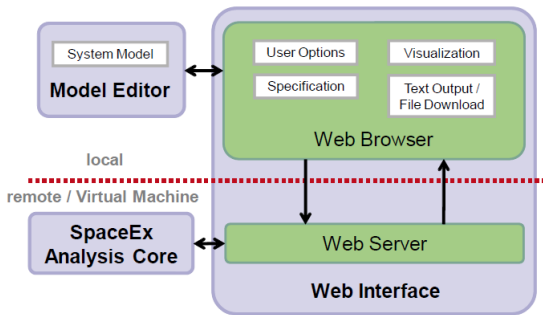 System Model
Model Editor
User Options
Visualization
Specification
Text Output /
File Download
Web Browser
local
remote / Virtual Machine
SpaceEx
Analysis Core
Web Server
Web Interface